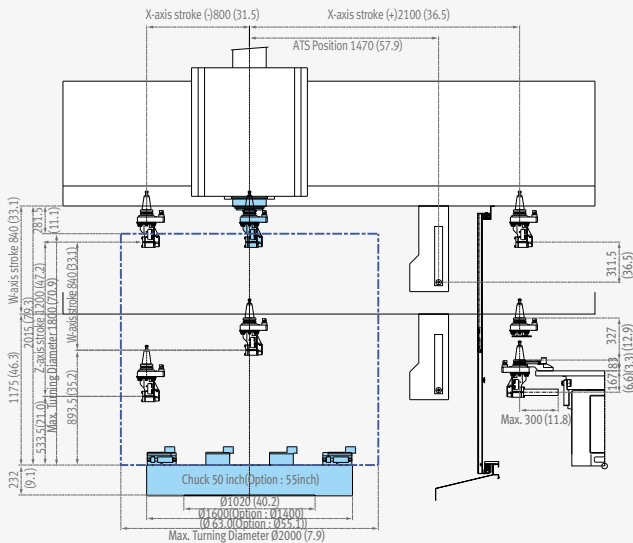 X-axis stroke (-)800 (31.5)
X-axis stroke (+)2100 (36.5)
ATS Position 1470 (57.9)
W-axis stroke 840 (33.1)
1175 (46.3)
232
(9.1)
2015 (79.3)
281.5
(11.1)
Z-axis stroke 1200 (47.2)
533.5(21.0)
Max. Turning Diameter 1800 (70.9)
W-axis stroke 840(33.1)
893.5(35.2)
311.5
(36.5)
327
(12.9)
83
(3.3)
167
(6.6)
Max. 300 (11.8)
Chuck 50 inch(Option : 55inch)
Ø1020 (40.2)
Ø1600(Option : Ø1400)
(Ø 63.0(Option : Ø55.1))
Max. Turning Diameter Ø2000 (7.9)